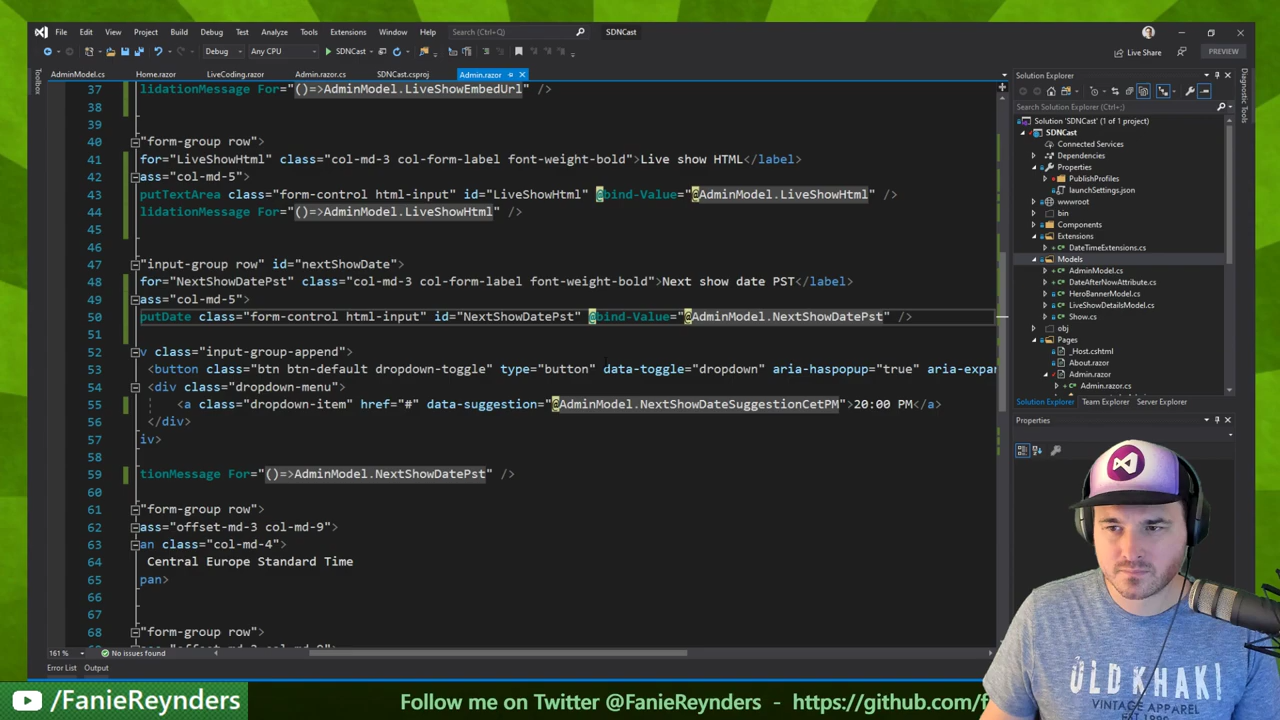 File Edit View Project Build Debug Test Analyze Tools Extensions Window Help Search (Ctrl+Q) SDNCast
Debug Any CPU SDNCast Live Share PREVIEW
Toolbox
AdminModel.cs Home.razor LiveCoding.razor Admin.razor.cs SDNCast.csproj Admin.razor
37 lidationMessage For="()=>AdminModel.LiveShowEmbedUrl" />
38
39
40 "form-group row">
41 for="LiveShowHtml" class="col-md-3 col-form-label font-weight-bold">Live show HTML</label>
42 ass="col-md-5">
43 putTextArea class="form-control html-input" id="LiveShowHtml" @bind-Value="@AdminModel.LiveShowHtml" />
44 lidationMessage For="()=>AdminModel.LiveShowHtml" />
45
46
47 "input-group row" id="nextShowDate">
48 for="NextShowDatePst" class="col-md-3 col-form-label font-weight-bold">Next show date PST</label>
49 ass="col-md-5">
50 putDate class="form-control html-input" id="NextShowDatePst" @bind-Value="@AdminModel.NextShowDatePst" />
51
52 v class="input-group-append">
53 <button class="btn btn-default dropdown-toggle" type="button" data-toggle="dropdown" aria-haspopup="true" aria-expan
54 <div class="dropdown-menu">
55 <a class="dropdown-item" href="#" data-suggestion="@AdminModel.NextShowDateSuggestionCetPM">20:00 PM</a>
56 </div>
57 iv>
58
59 tionMessage For="()=>AdminModel.NextShowDatePst" />
60
61 "form-group row">
62 ass="offset-md-3 col-md-9">
63 an class="col-md-4">
64 Central Europe Standard Time
65 pan>
66
67
68 "form-group row">
161 % No issues found
Error List Output
Solution Explorer
Search Solution Explorer (Ctrl+;)
Solution 'SDNCast' (1 of 1 project)
SDNCast
Connected Services
Dependencies
Properties
PublishProfiles
launchSettings.json
wwwroot
bin
Components
Extensions
DateTimeExtensions.cs
Models
AdminModel.cs
DateAfterNowAttribute.cs
HeroBannerModel.cs
LiveShowDetailsModel.cs
Show.cs
obj
Pages
_Host.cshtml
About.razor
Admin.razor
Admin.razor.cs
Solution Explorer Team Explorer Server Explorer
Properties
Diagnostic Tools
OLD KHAKI
VINTAGE APPAREL
/FanieReynders Follow me on Twitter @FanieReynders - https://github.com/f